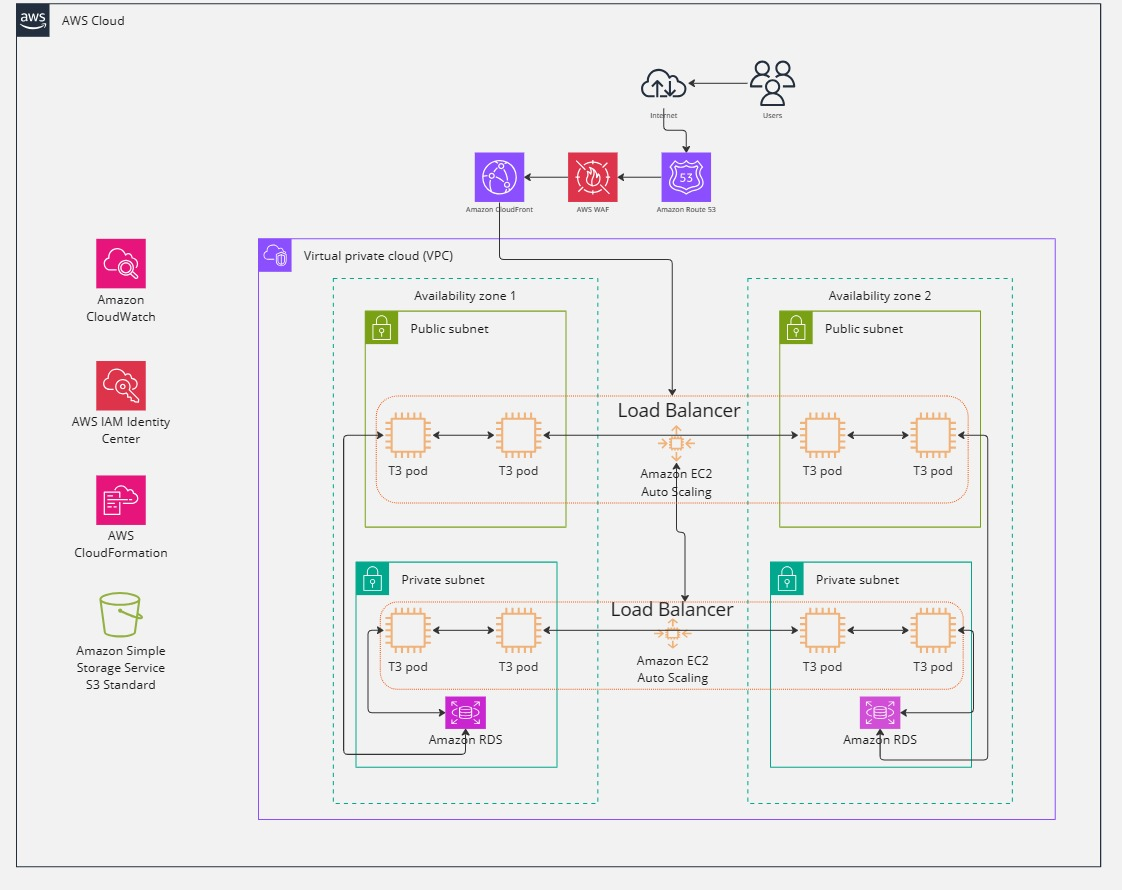 aws
AWS Cloud
Internet
Users
53
Amazon CloudFront
AWS WAF
Amazon Route 53
Amazon
CloudWatch
AWS IAM Identity
Center
AWS
CloudFormation
Amazon Simple
Storage Service
S3 Standard
Virtual private cloud (VPC)
Availability zone 1
Availability zone 2
Public subnet
Public subnet
Load Balancer
T3 pod
T3 pod
Amazon EC2
Auto Scaling
T3 pod
T3 pod
Private subnet
Private subnet
Load Balancer
T3 pod
T3 pod
Amazon EC2
Auto Scaling
T3 pod
T3 pod
Amazon RDS
Amazon RDS